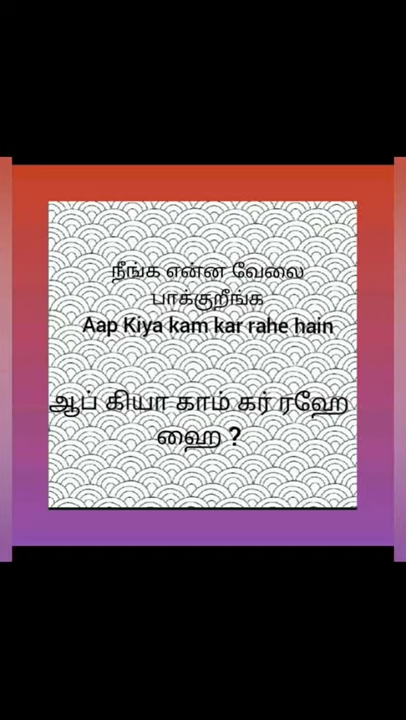 நீங்க என்ன வேலை
பாக்குறீங்க
Aap Kiya kam kar rahe hain
ஆப் கியா காம் கர் ரஹே
ஹை ?